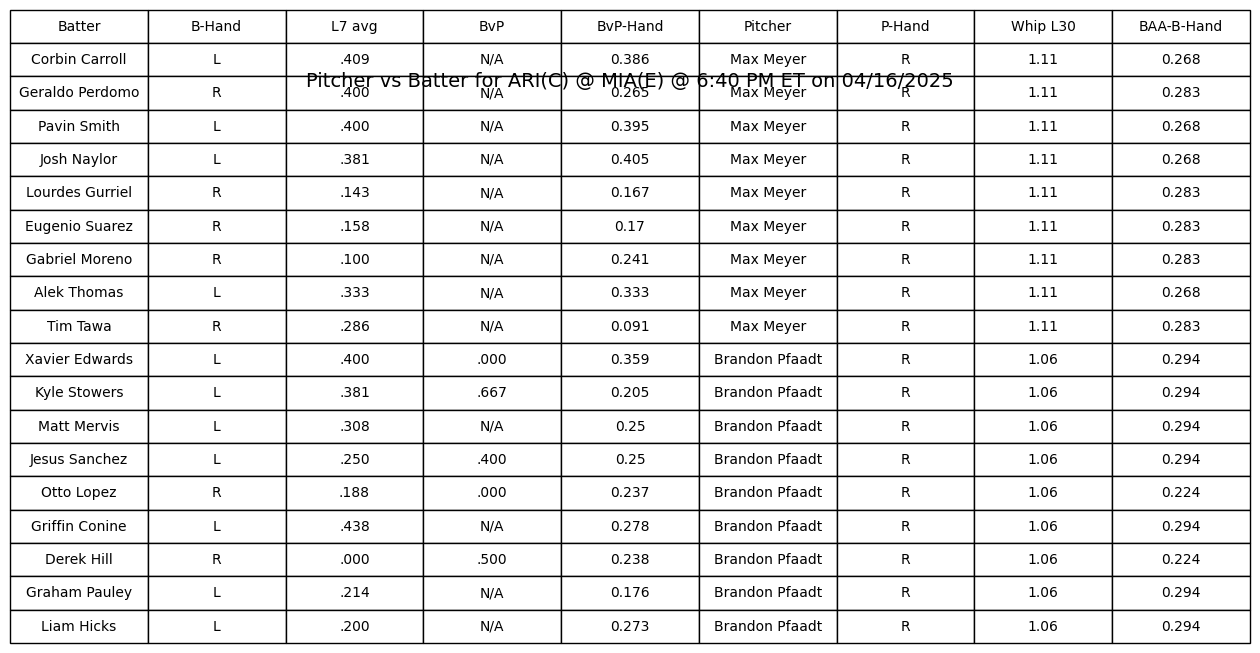 Batter B-Hand L7 avg BvP BvP-Hand Pitcher P-Hand Whip L30 BAA-B-Hand
Corbin Carroll L .409 N/A 0.386 Max Meyer R 1.11 0.268
Pitcher vs Batter for ARI(C) @ MIA(E) @ 6:40 PM ET on 04/16/2025
Geraldo Perdomo R .400 N/A 0.265 Max Meyer R 1.11 0.283
Pavin Smith L .400 N/A 0.395 Max Meyer R 1.11 0.268
Josh Naylor L .381 N/A 0.405 Max Meyer R 1.11 0.268
Lourdes Gurriel R .143 N/A 0.167 Max Meyer R 1.11 0.283
Eugenio Suarez R .158 N/A 0.17 Max Meyer R 1.11 0.283
Gabriel Moreno R .100 N/A 0.241 Max Meyer R 1.11 0.283
Alek Thomas L .333 N/A 0.333 Max Meyer R 1.11 0.268
Tim Tawa R .286 N/A 0.091 Max Meyer R 1.11 0.283
Xavier Edwards L .400 .000 0.359 Brandon Pfaadt R 1.06 0.294
Kyle Stowers L .381 .667 0.205 Brandon Pfaadt R 1.06 0.294
Matt Mervis L .308 N/A 0.25 Brandon Pfaadt R 1.06 0.294
Jesus Sanchez L .250 .400 0.25 Brandon Pfaadt R 1.06 0.294
Otto Lopez R .188 .000 0.237 Brandon Pfaadt R 1.06 0.224
Griffin Conine L .438 N/A 0.278 Brandon Pfaadt R 1.06 0.294
Derek Hill R .000 .500 0.238 Brandon Pfaadt R 1.06 0.224
Graham Pauley L .214 N/A 0.176 Brandon Pfaadt R 1.06 0.294
Liam Hicks L .200 N/A 0.273 Brandon Pfaadt R 1.06 0.294